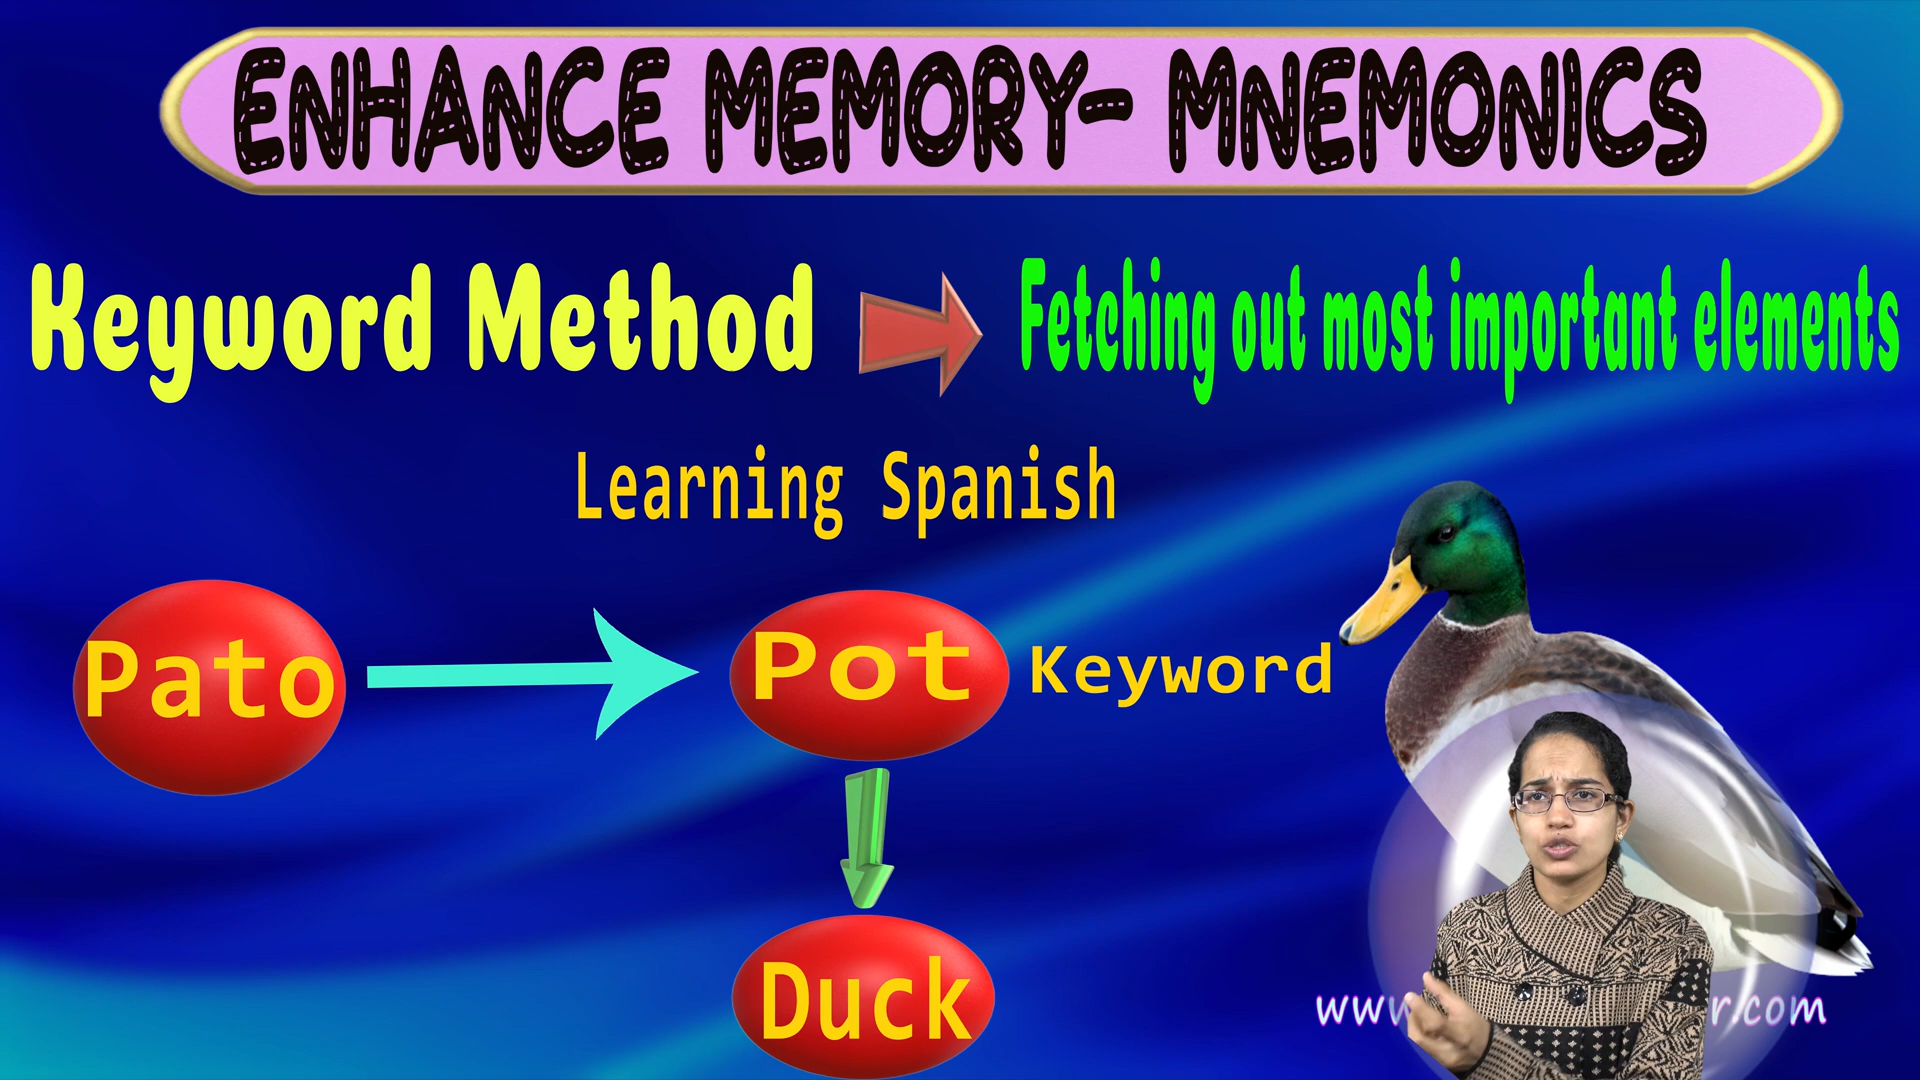 ENHANCE MEMORY- MNEMONICS
Keyword Method
Fetching out most important elements
Learning Spanish
Pato
Pot
Keyword
Duck